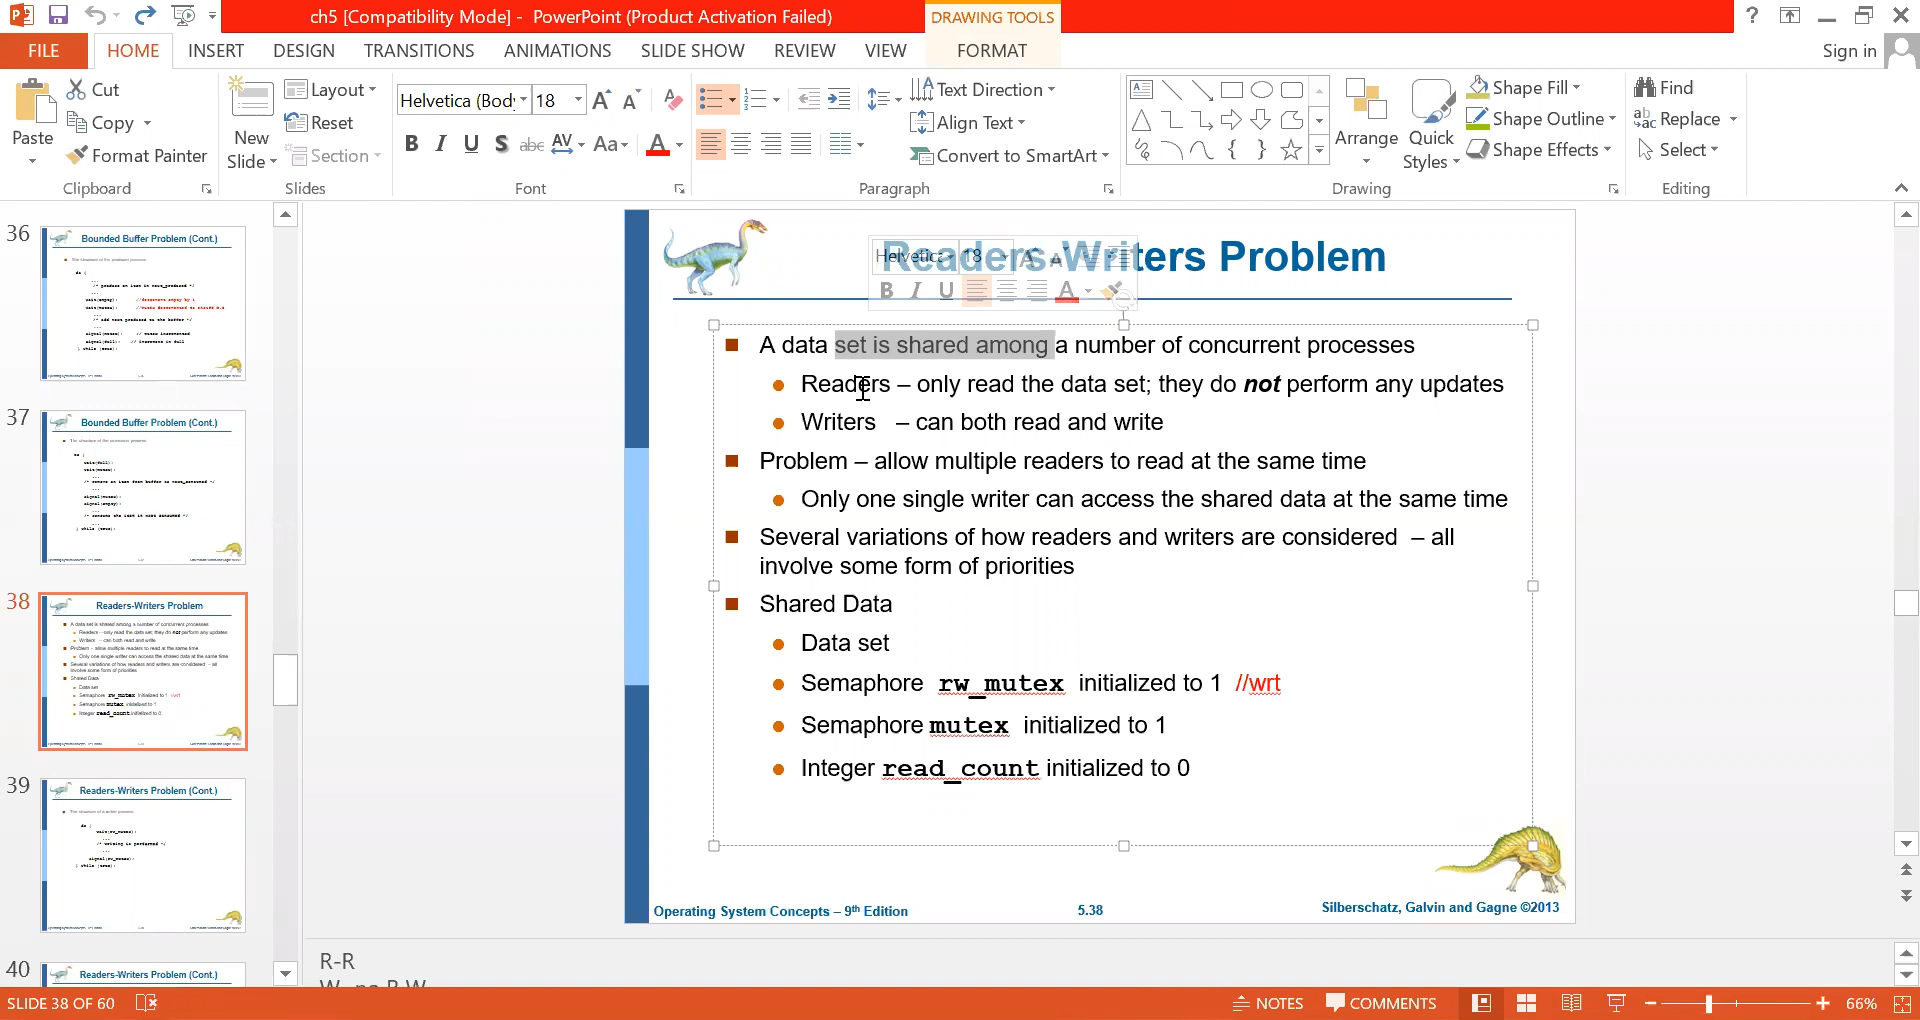 ch5 [Compatibility Mode] - PowerPoint (Product Activation Failed)
DRAWING TOOLS
FILE HOME INSERT DESIGN TRANSITIONS ANIMATIONS SLIDE SHOW REVIEW VIEW FORMAT
Sign in
Cut
Copy
Format Painter
Paste
Clipboard
New Slide
Layout
Reset
Section
Slides
Helvetica (Body 18
Font
Text Direction
Align Text
Convert to SmartArt
Paragraph
Arrange
Quick Styles
Shape Fill
Shape Outline
Shape Effects
Drawing
Find
Replace
Select
Editing
36
Bounded Buffer Problem (Cont.)
37
Bounded Buffer Problem (Cont.)
38
Readers-Writers Problem
39
Readers-Writers Problem (Cont.)
40
Readers-Writers Problem (Cont.)
Readers-Writers Problem
Helvetica 18
A data set is shared among a number of concurrent processes
Readers – only read the data set; they do not perform any updates
Writers – can both read and write
Problem – allow multiple readers to read at the same time
Only one single writer can access the shared data at the same time
Several variations of how readers and writers are considered – all
involve some form of priorities
Shared Data
Data set
Semaphore rw_mutex initialized to 1 //wrt
Semaphore mutex initialized to 1
Integer read_count initialized to 0
Operating System Concepts – 9th Edition
5.38
Silberschatz, Galvin and Gagne ©2013
R-R
SLIDE 38 OF 60
NOTES
COMMENTS
66%